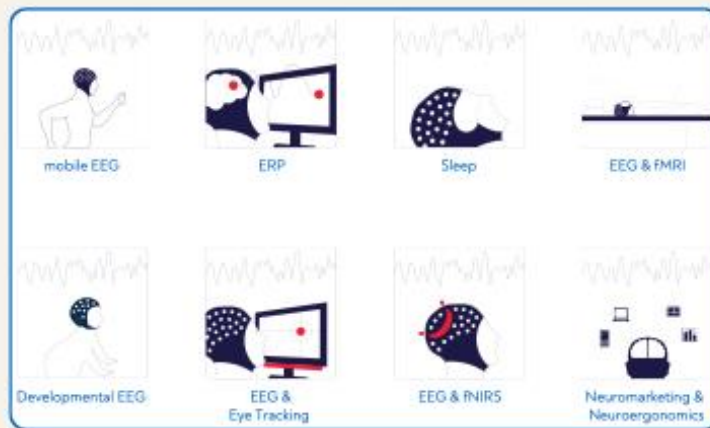 mobile EEG
ERP
Sleep
EEG & fMRI
Developmental EEG
EEG &
Eye Tracking
EEG & fNIRS
Neuromarketing &
Neuroergonomics